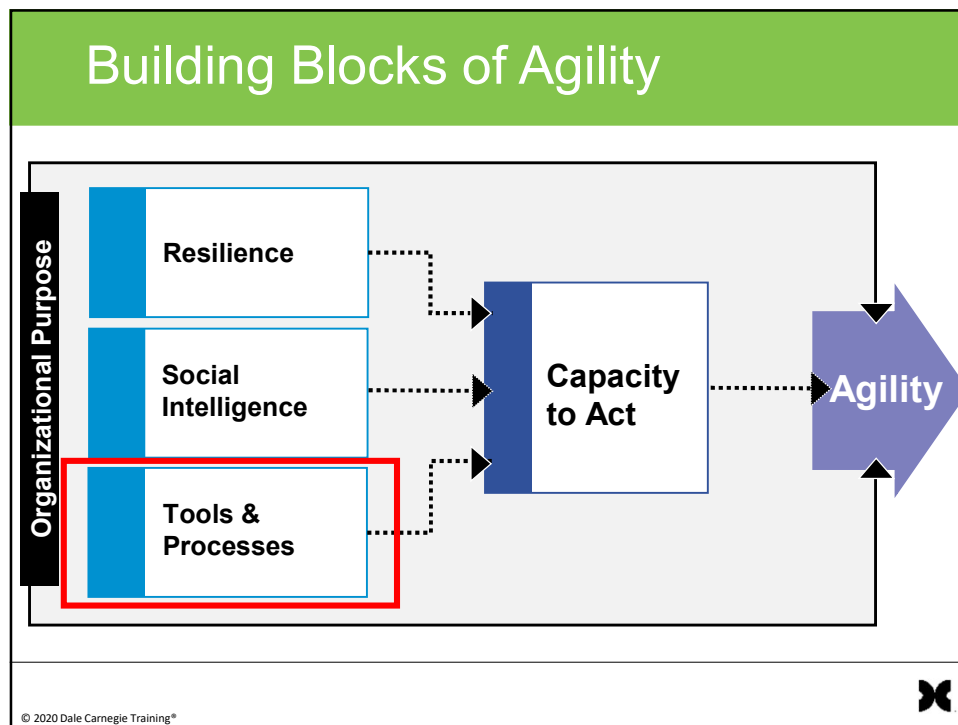 Building Blocks of Agility
Organizational Purpose
Resilience
Social
Intelligence
Tools &
Processes
Capacity
to Act
Agility
© 2020 Dale Carnegie Training®